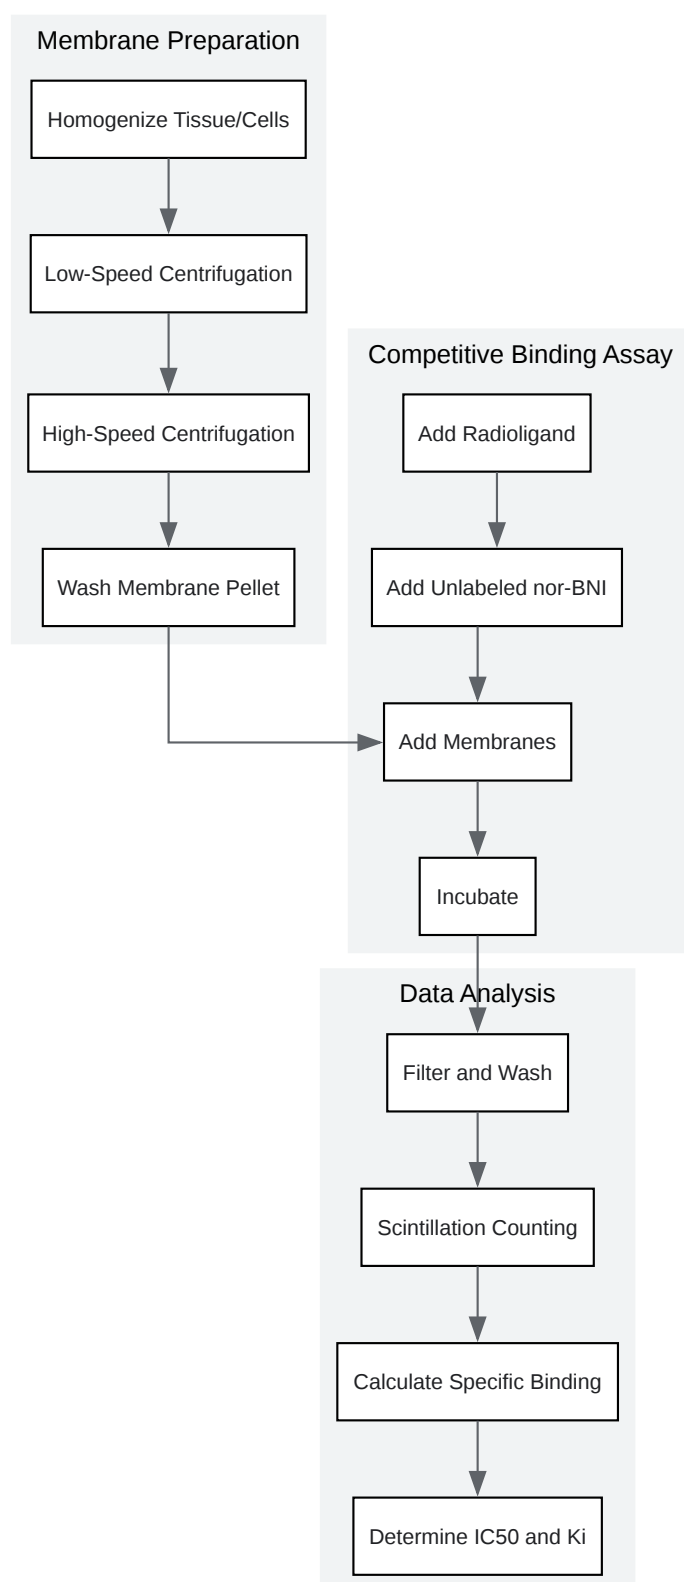 Membrane Preparation
Homogenize Tissue/Cells
Low-Speed Centrifugation
High-Speed Centrifugation
Wash Membrane Pellet
Competitive Binding Assay
Add Radioligand
Add Unlabeled nor-BNI
Add Membranes
Incubate
Data Analysis
Filter and Wash
Scintillation Counting
Calculate Specific Binding
Determine IC50 and Ki